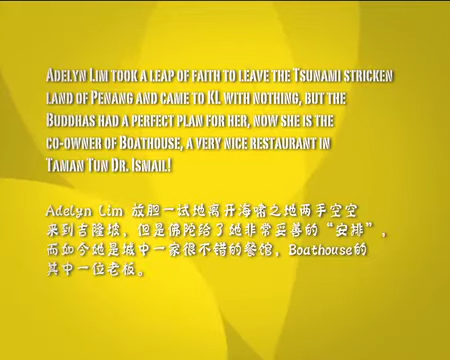 Adelyn Lim took a leap of faith to leave the Tsunami stricken
land of Penang and came to KL with nothing, but the
Buddhas had a perfect plan for her, now she is the
co-owner of Boathouse, a very nice restaurant in
Taman Tun Dr. Ismail!
Adelyn Lim 放胆一试地离开海啸之地两手空空
来到吉隆坡，但是佛陀给了她非常妥善的“安排”，
而如今她是城中一家很不错的餐馆，Boathouse的
其中一位老板。